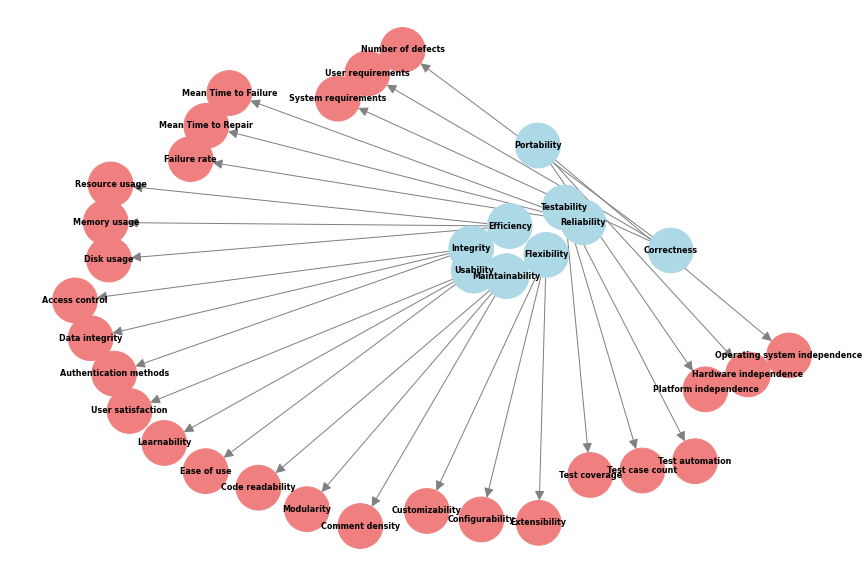 Number of defects
User requirements
Mean Time to Failure
System requirements
Mean Time to Repair
Portability
Failure rate
Resource usage
Testability
Memory usage
Reliability
Efficiency
Integrity
Correctness
Flexibility
Disk usage
Usability
Maintainability
Access control
Data integrity
Operating system independence
Authentication methods
Hardware independence
Platform independence
User satisfaction
Learnability
Test automation
Ease of use
Test case count
Test coverage
Code readability
Modularity
Customizability
Configurability
Extensibility
Comment density